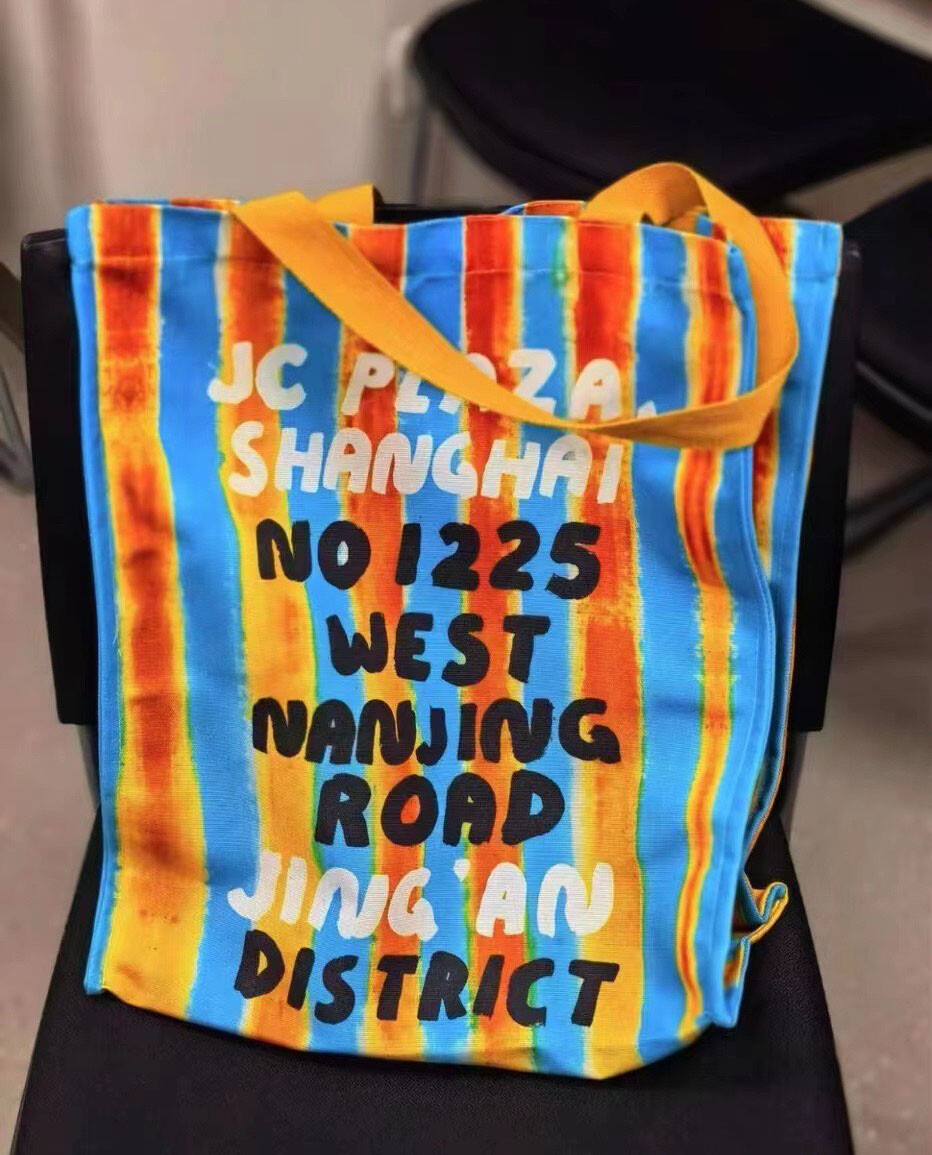 JC PLAZA,
SHANGHAI
NO 1225
WEST
NANJING
ROAD
JING'AN
DISTRICT